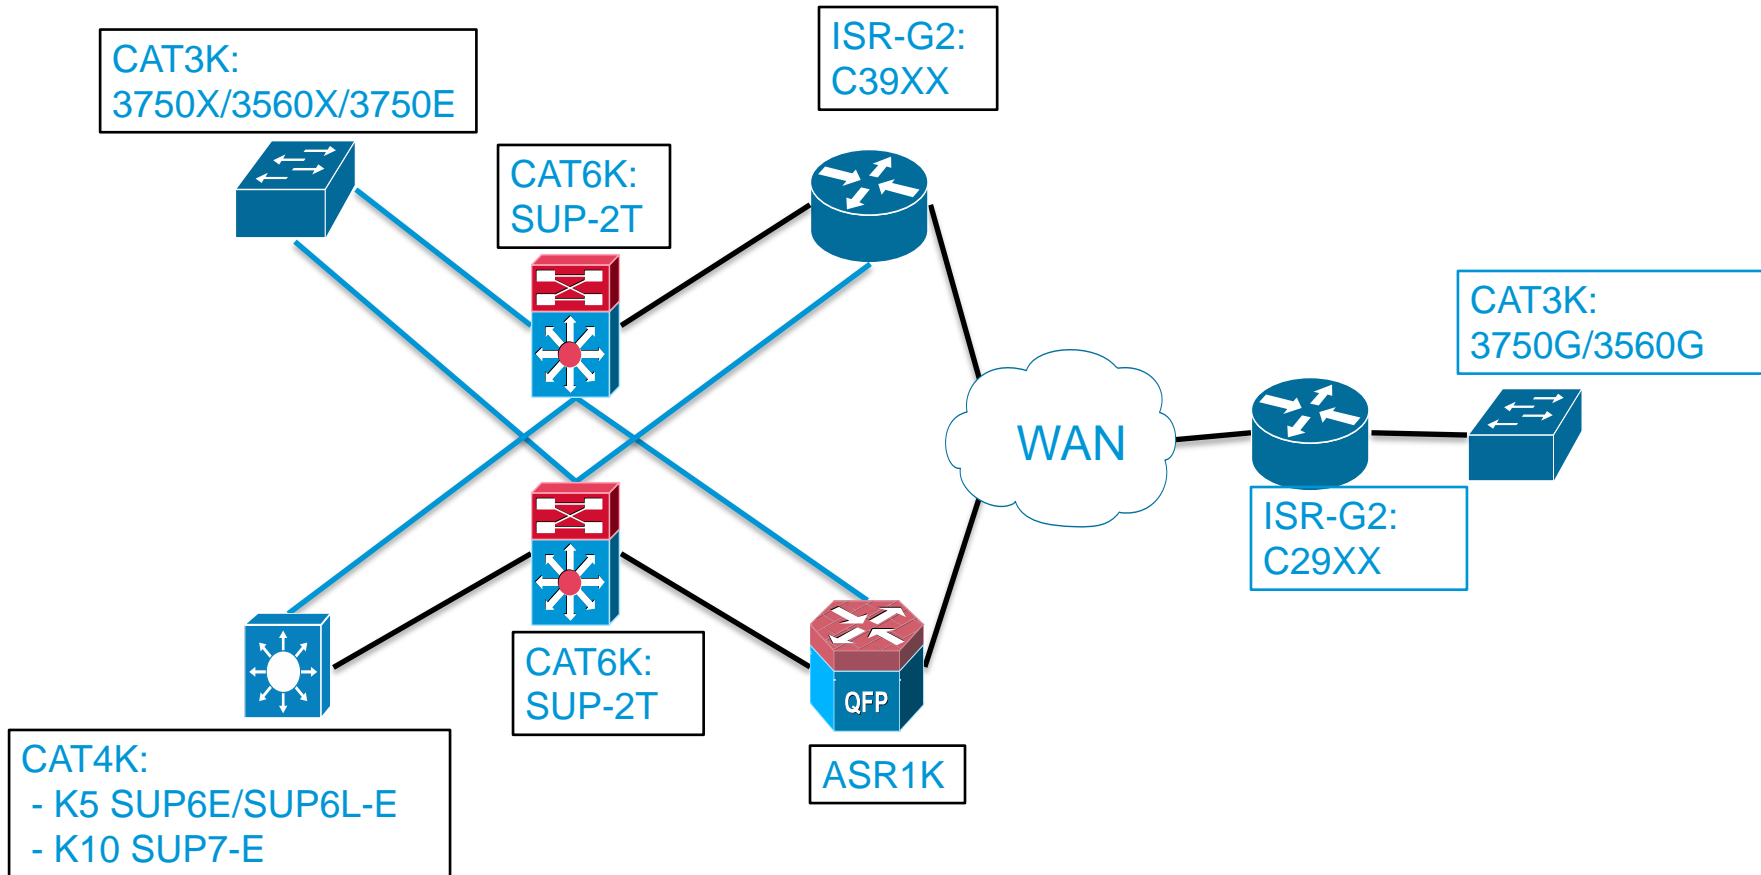 CAT3K:
3750X/3560X/3750E
ISR-G2:
C39XX
CAT6K:
SUP-2T
CAT3K:
3750G/3560G
WAN
ISR-G2:
C29XX
CAT6K:
SUP-2T
QFP
ASR1K
CAT4K:
- K5 SUP6E/SUP6L-E
- K10 SUP7-E